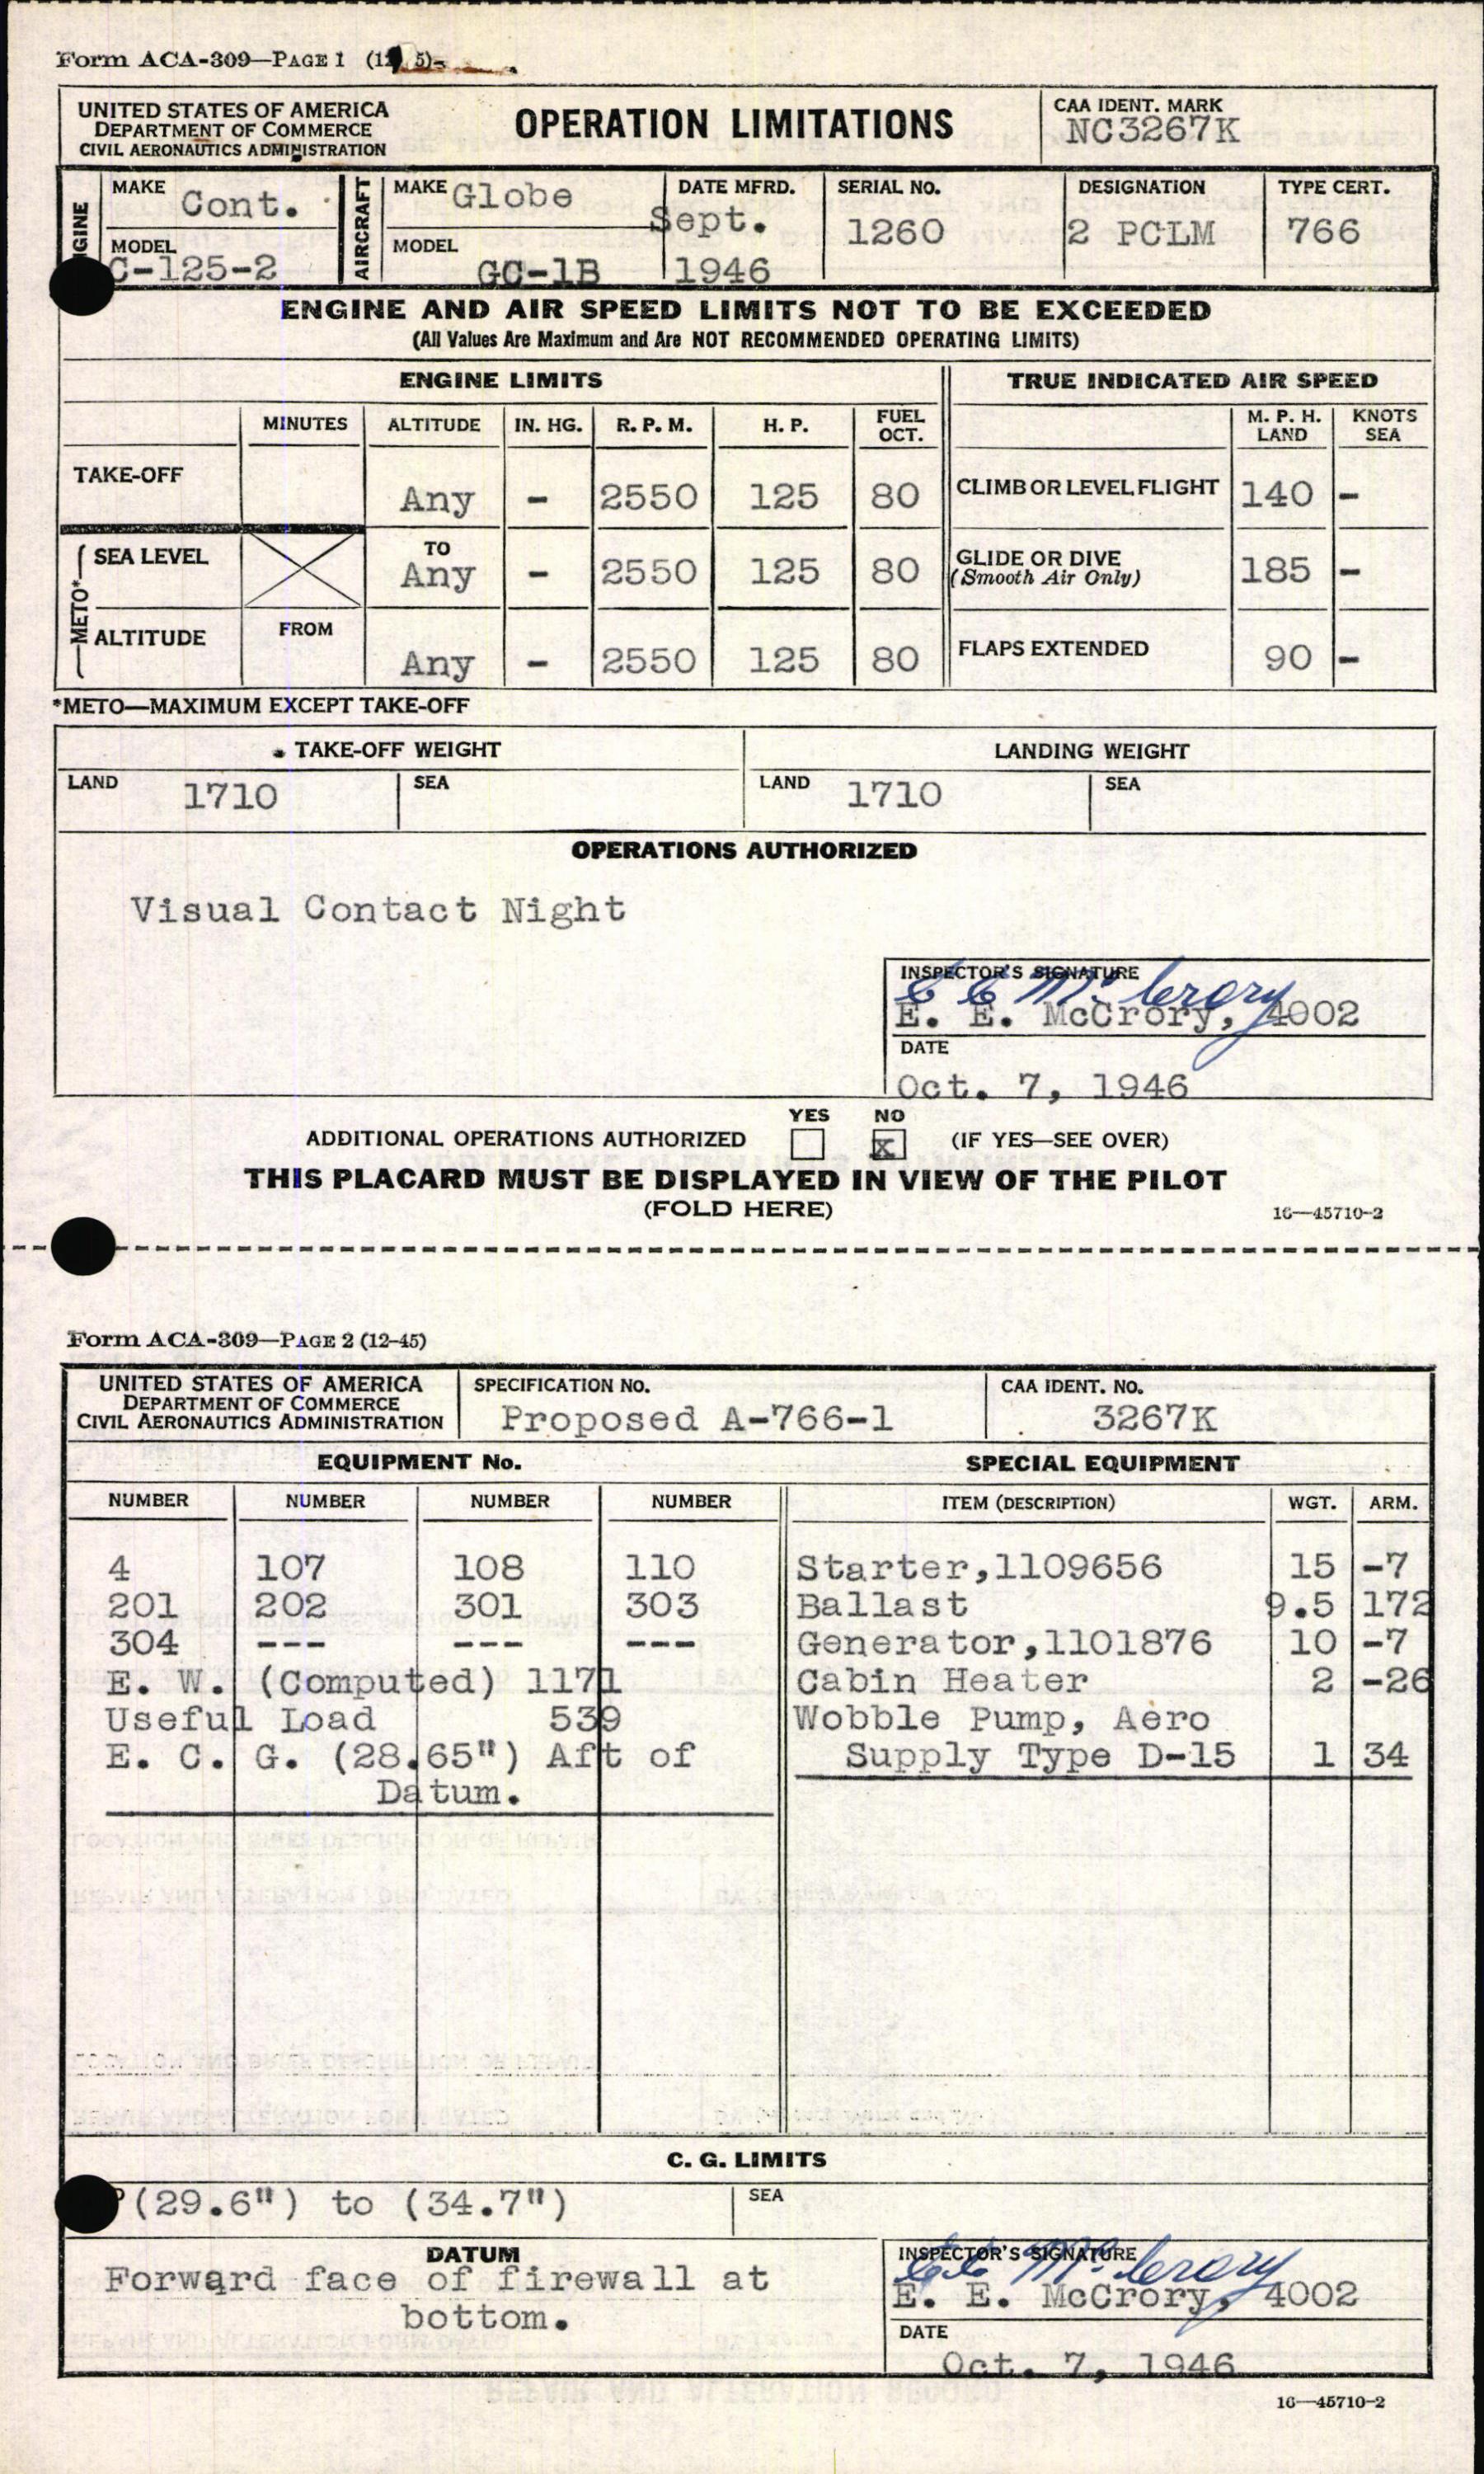 Form ACA-309—PAGE 1 (12 5)
UNITED STATES OF AMERICA
DEPARTMENT OF COMMERCE
CIVIL AERONAUTICS ADMINISTRATION
OPERATION LIMITATIONS
CAA IDENT. MARK
NC3267K
MAKE Cont.
AIRCRAFT
MAKE Globe
DATE MFRD. Sept. 1946
SERIAL NO. 1260
DESIGNATION 2 PCLM
TYPE CERT. 766
MODEL C-125-2
MODEL GC-1B
ENGINE AND AIR SPEED LIMITS NOT TO BE EXCEEDED
(All Values Are Maximum and Are NOT RECOMMENDED OPERATING LIMITS)
ENGINE LIMITS TRUE INDICATED AIR SPEED
MINUTES ALTITUDE IN. HG. R. P. M. H. P. FUEL OCT. M. P. H. LAND KNOTS SEA
TAKE-OFF Any - 2550 125 80 CLIMB OR LEVEL FLIGHT 140 -
METO* SEA LEVEL TO Any - 2550 125 80 GLIDE OR DIVE (Smooth Air Only) 185 -
ALTITUDE FROM Any - 2550 125 80 FLAPS EXTENDED 90 -
*METO—MAXIMUM EXCEPT TAKE-OFF
TAKE-OFF WEIGHT LANDING WEIGHT
LAND 1710 SEA LAND 1710 SEA
OPERATIONS AUTHORIZED
Visual Contact Night
INSPECTOR'S SIGNATURE
E E McCrory
E. E. McCrory, 4002
DATE
Oct. 7, 1946
YES NO
ADDITIONAL OPERATIONS AUTHORIZED x (IF YES—SEE OVER)
THIS PLACARD MUST BE DISPLAYED IN VIEW OF THE PILOT
(FOLD HERE)
16—45710-2
Form ACA-309—PAGE 2 (12-45)
UNITED STATES OF AMERICA
DEPARTMENT OF COMMERCE
CIVIL AERONAUTICS ADMINISTRATION
SPECIFICATION NO.
Proposed A-766-1
CAA IDENT. NO.
3267K
EQUIPMENT No. SPECIAL EQUIPMENT
NUMBER NUMBER NUMBER NUMBER ITEM (DESCRIPTION) WGT. ARM.
4 107 108 110 Starter,1109656 15 -7
201 202 301 303 Ballast 9.5 172
304 --- --- --- Generator,1101876 10 -7
E. W. (Computed) 1171 Cabin Heater 2 -26
Useful Load 539 Wobble Pump, Aero
E. C. G. (28.65") Aft of Supply Type D-15 1 34
Datum.
C. G. LIMITS
(29.6") to (34.7") SEA
DATUM
Forward face of firewall at
bottom.
INSPECTOR'S SIGNATURE
E E McCrory
E. E. McCrory, 4002
DATE
Oct. 7, 1946
16—45710-2